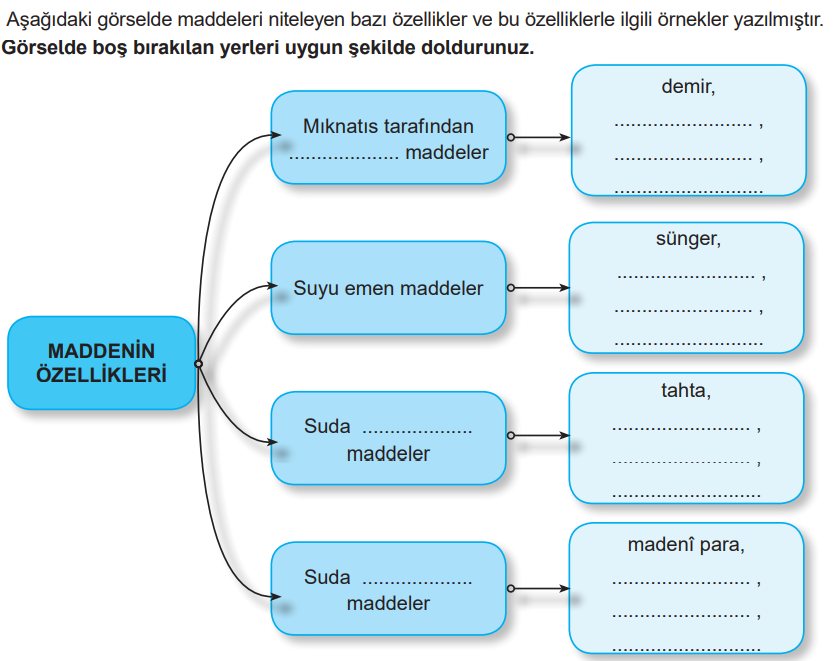 Aşağıdaki görselde maddeleri niteleyen bazı özellikler ve bu özelliklerle ilgili örnekler yazılmıştır.
Görselde boş bırakılan yerleri uygun şekilde doldurunuz.
MADDENİN
ÖZELLİKLERİ
Mıknatıs tarafından
................... maddeler
demir,
........................ ,
........................ ,
..........................
Suyu emen maddeler
sünger,
........................ ,
........................ ,
..........................
Suda ...................
maddeler
tahta,
........................ ,
........................ ,
..........................
Suda ...................
maddeler
madenî para,
........................ ,
........................ ,
..........................